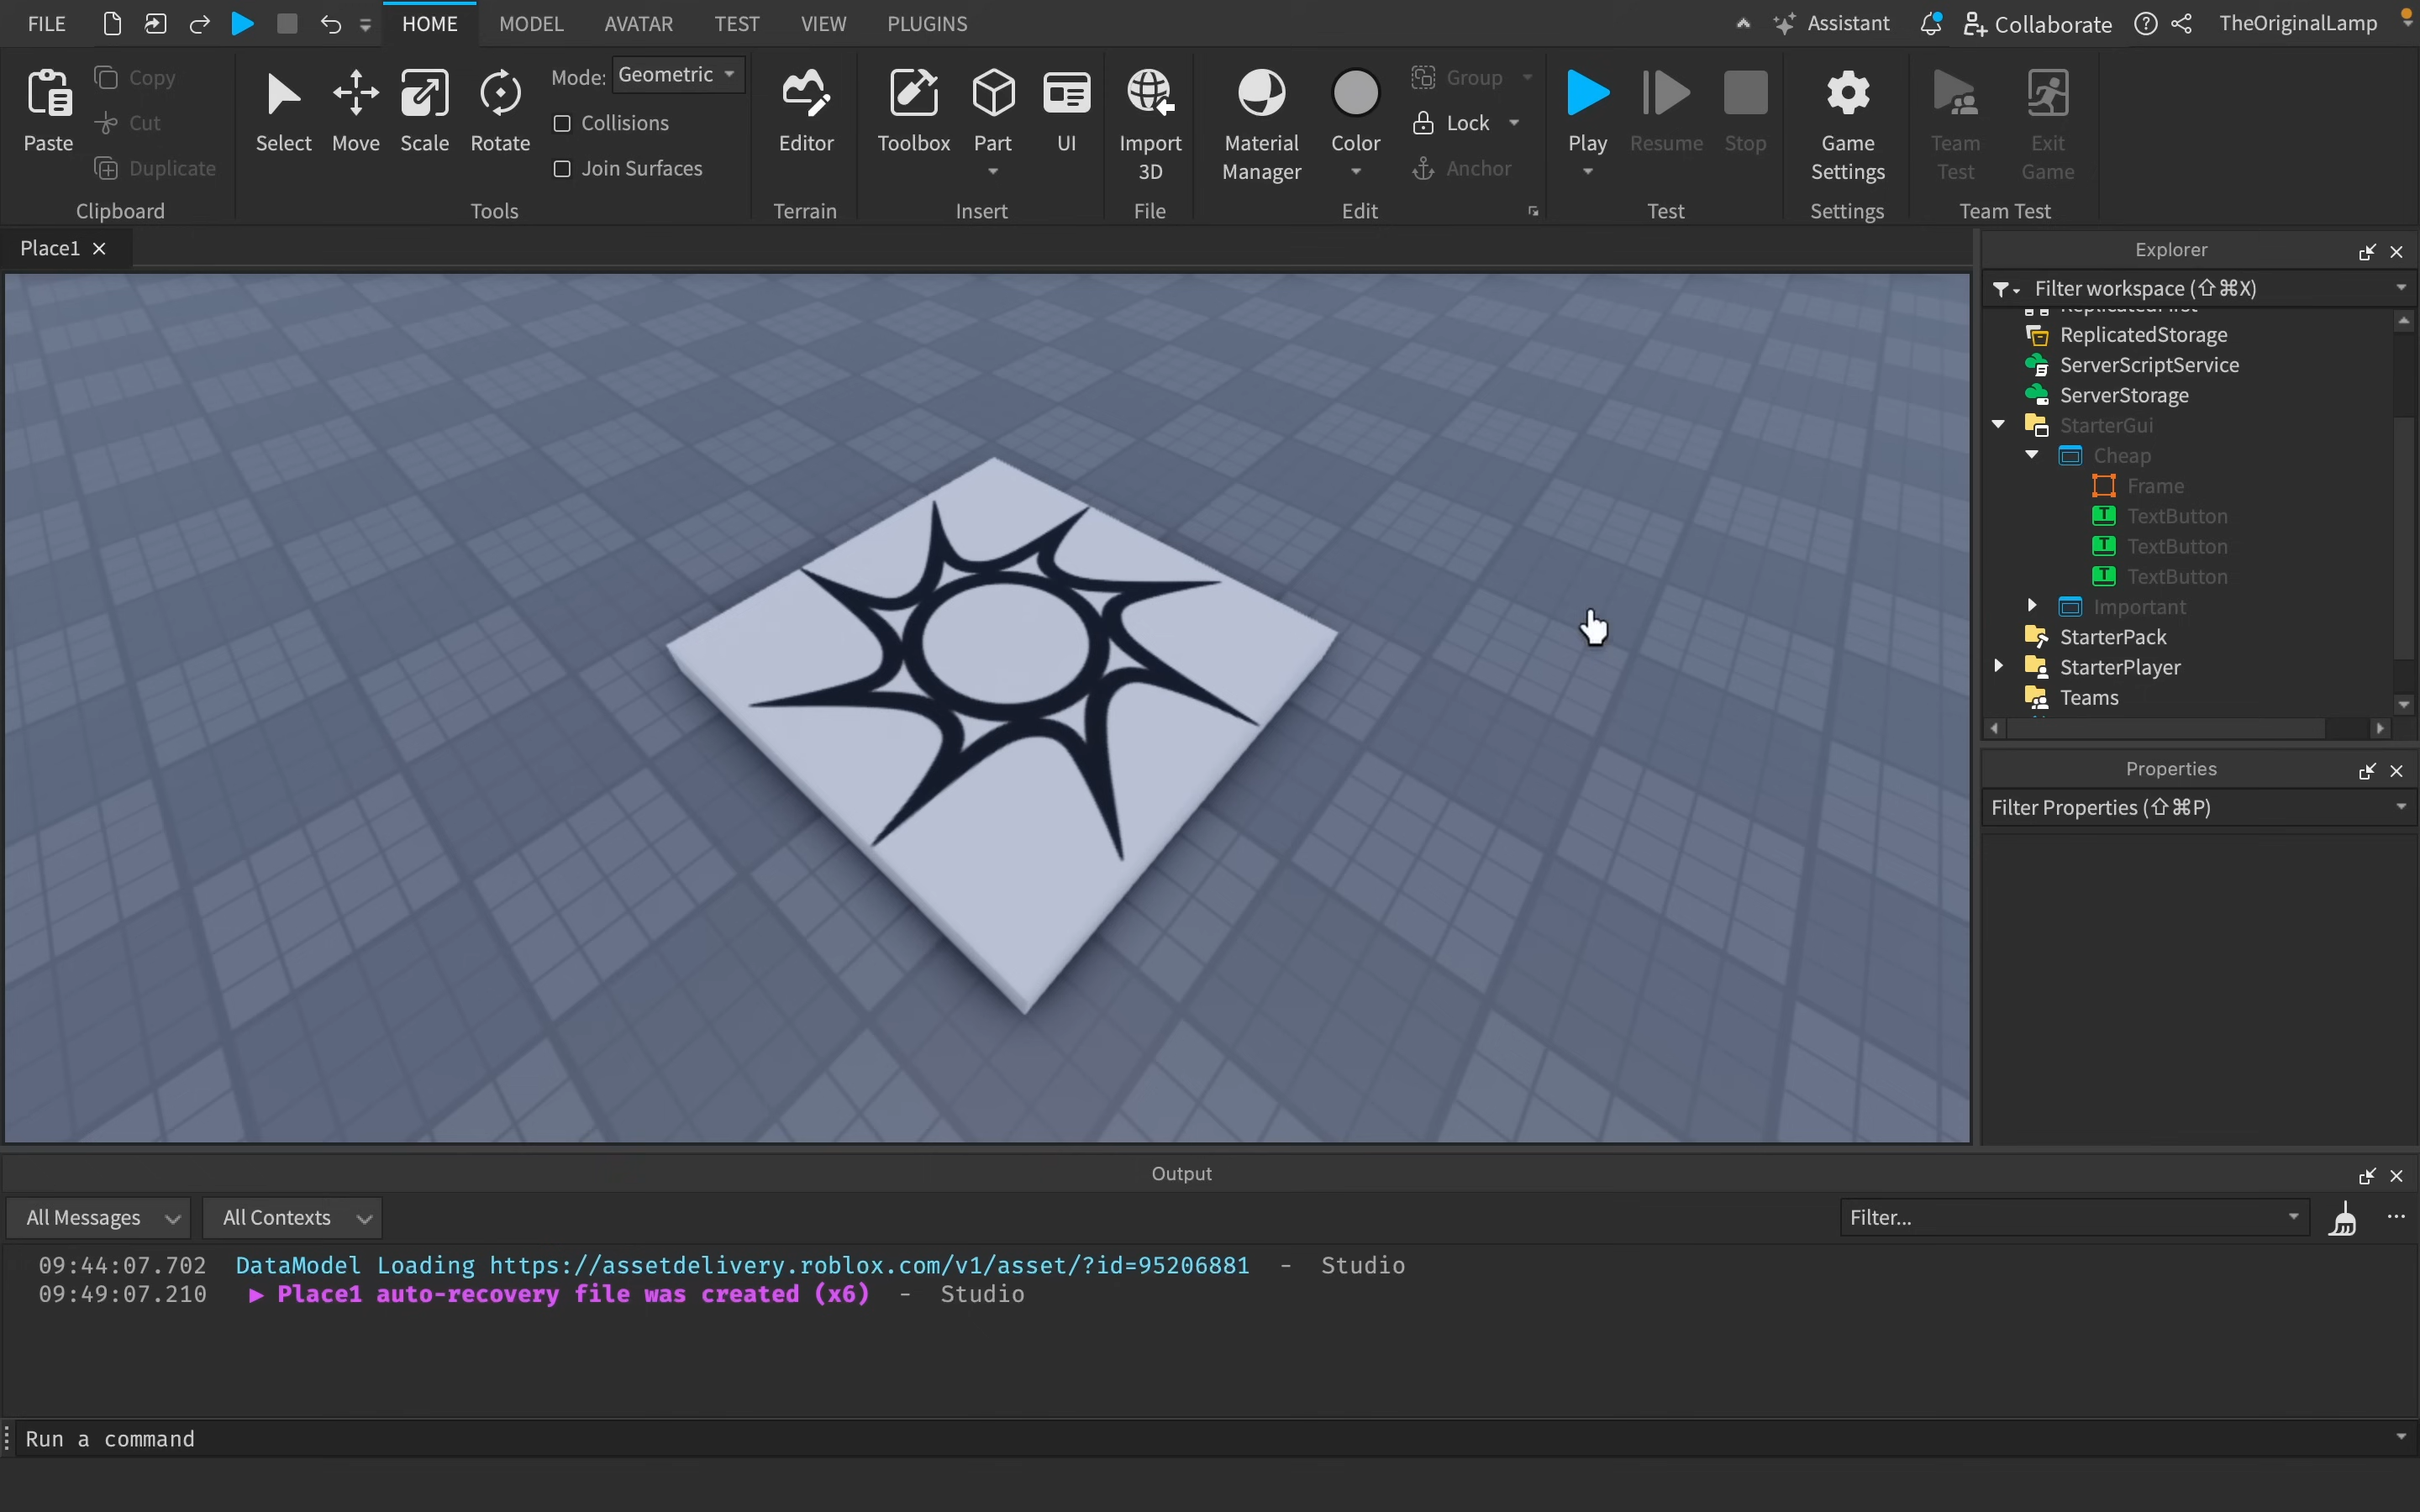 FILE HOME MODEL AVATAR TEST VIEW PLUGINS Assistant Collaborate TheOriginalLamp
Paste Copy Cut Duplicate
Clipboard
Select Move Scale Rotate Mode: Geometric
Collisions
Join Surfaces
Tools
Editor
Terrain
Toolbox Part UI
Insert
Import
3D
File
Material
Manager
Color
Group
Lock
Anchor
Edit
Play Resume Stop
Test
Game
Settings
Settings
Team
Test
Exit
Game
Team Test
Place1
Explorer
Filter workspace (⇧⌘X)
ReplicatedFirst
ReplicatedStorage
ServerScriptService
ServerStorage
StarterGui
Cheap
Frame
TextButton
TextButton
TextButton
Important
StarterPack
StarterPlayer
Teams
Properties
Filter Properties (⇧⌘P)
Output
All Messages All Contexts Filter...
09:44:07.702 DataModel Loading https://assetdelivery.roblox.com/v1/asset/?id=95206881 - Studio
09:49:07.210 ▶ Place1 auto-recovery file was created (x6) - Studio
Run a command